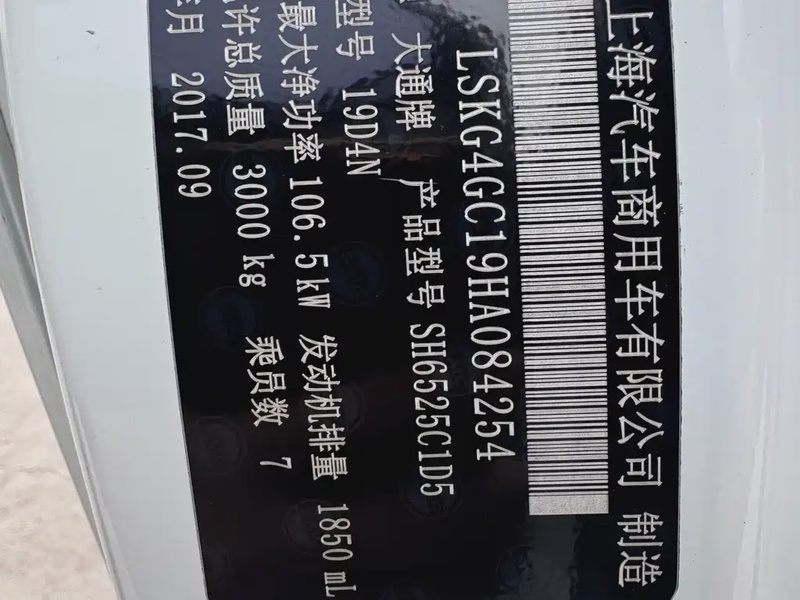 上海汽车商用车有限公司 制造
LSKG4GC19HA084254
大通牌 产品型号 SH6525C1D5
型号 19D4N
最大净功率 106.5kW 发动机排量 1850 mL
许总质量 3000 kg 乘员数 7
年月 2017.09